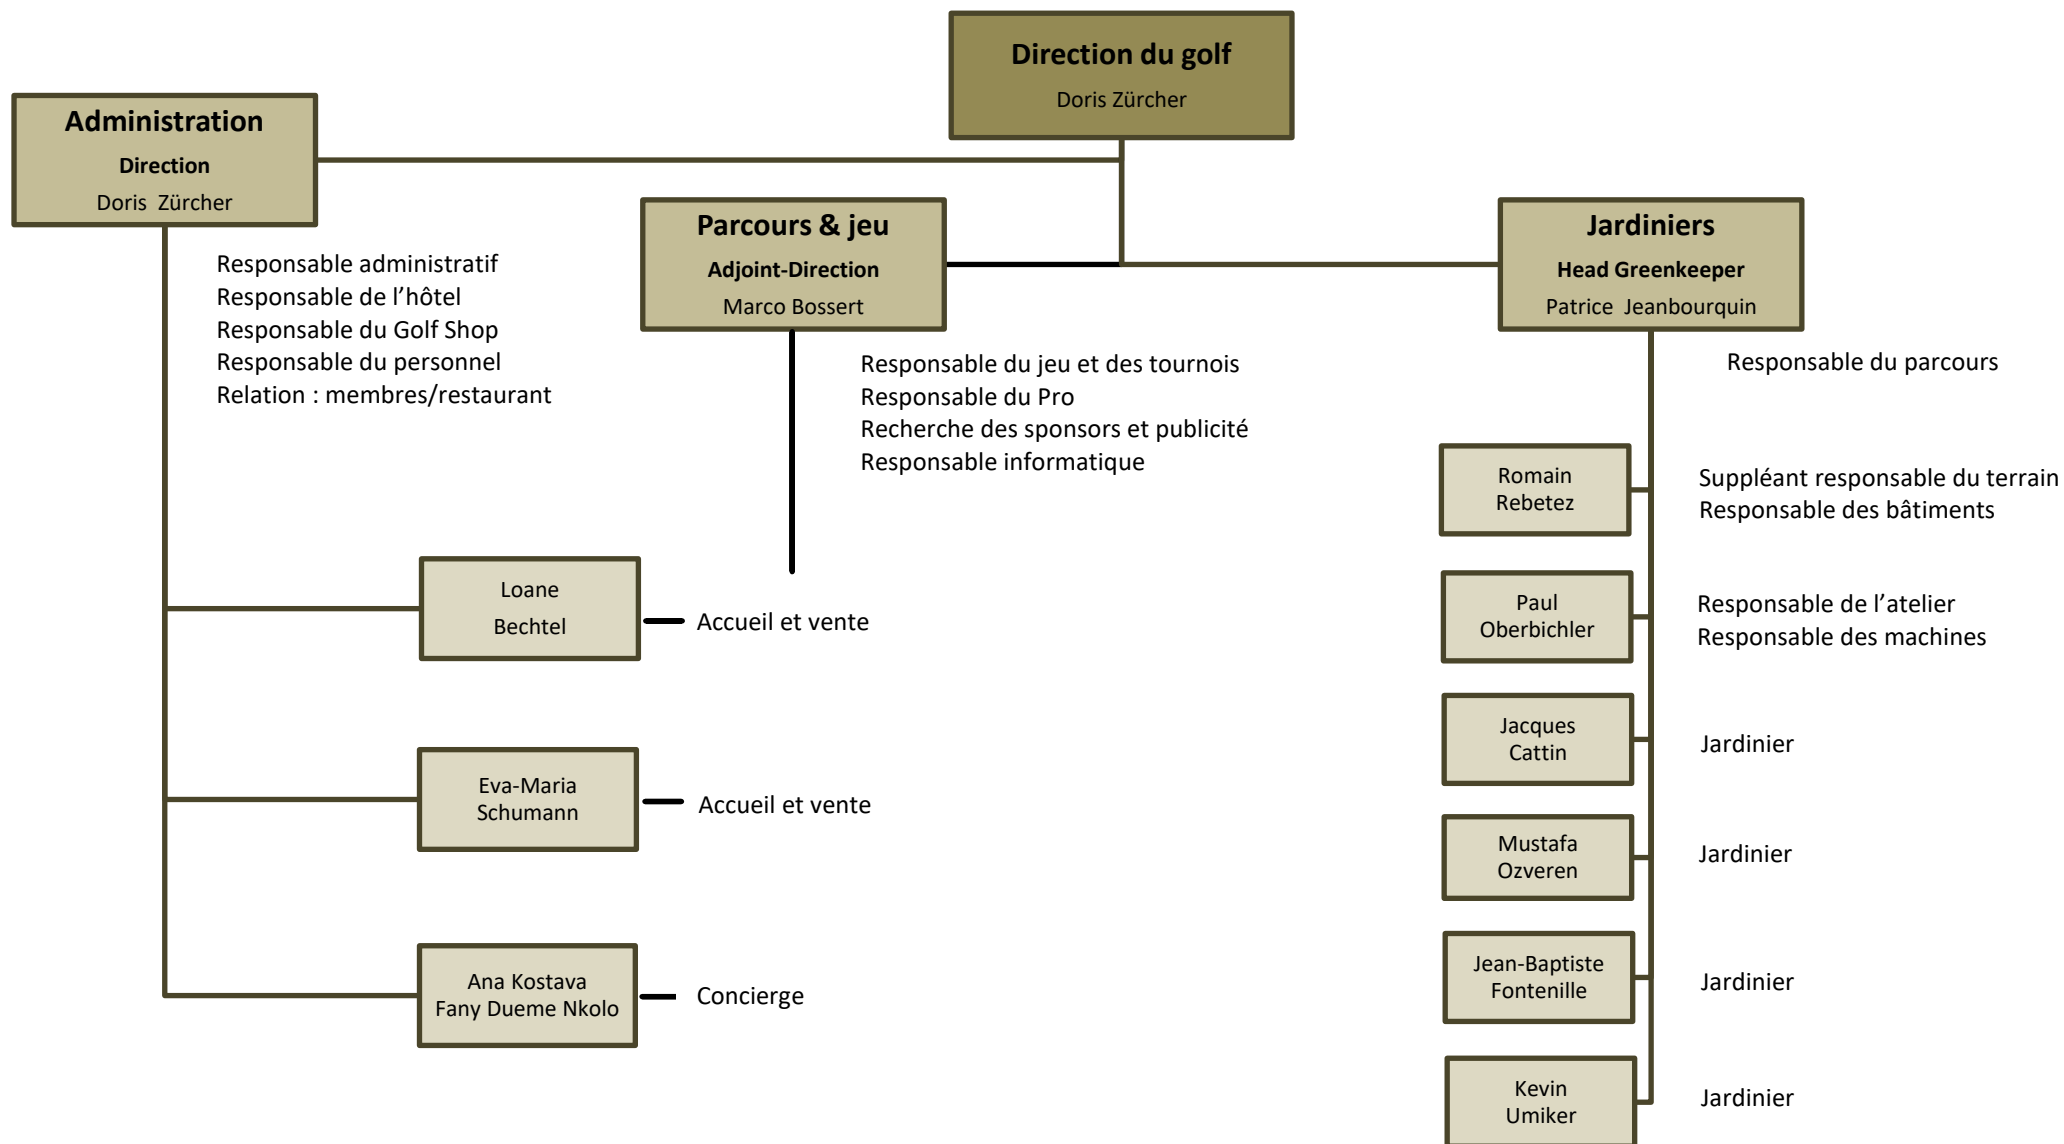 Direction du golf
Doris Zürcher
Administration
Direction
Doris Zürcher
Responsable administratif
Responsable de l’hôtel
Responsable du Golf Shop
Responsable du personnel
Relation : membres/restaurant
Parcours & jeu
Adjoint-Direction
Marco Bossert
Responsable du jeu et des tournois
Responsable du Pro
Recherche des sponsors et publicité
Responsable informatique
Jardiniers
Head Greenkeeper
Patrice Jeanbourquin
Responsable du parcours
Loane
Bechtel
Accueil et vente
Eva-Maria
Schumann
Accueil et vente
Ana Kostava
Fany Dueme Nkolo
Concierge
Romain
Rebetez
Suppléant responsable du terrain
Responsable des bâtiments
Paul
Oberbichler
Responsable de l’atelier
Responsable des machines
Jacques
Cattin
Jardinier
Mustafa
Ozveren
Jardinier
Jean-Baptiste
Fontenille
Jardinier
Kevin
Umiker
Jardinier